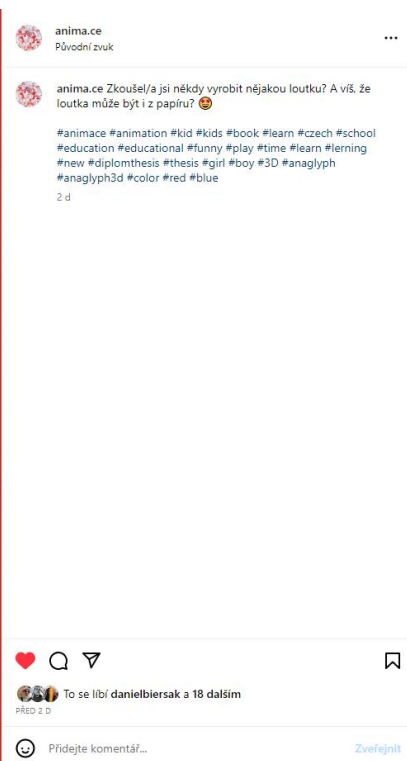 anima.ce
Původní zvuk
anima.ce Zkoušel/a jsi někdy vyrobit nějakou loutku? A víš, že
loutka může být i z papíru? 🤩
#animace #animation #kid #kids #book #learn #czech #school
#education #educational #funny #play #time #learn #lerning
#new #diplomthesis #thesis #girl #boy #3D #anaglyph
#anaglyph3d #color #red #blue
2 d
To se líbí danielbiersak a 18 dalším
PŘED 2 D
Přidejte komentář...
Zveřejnit